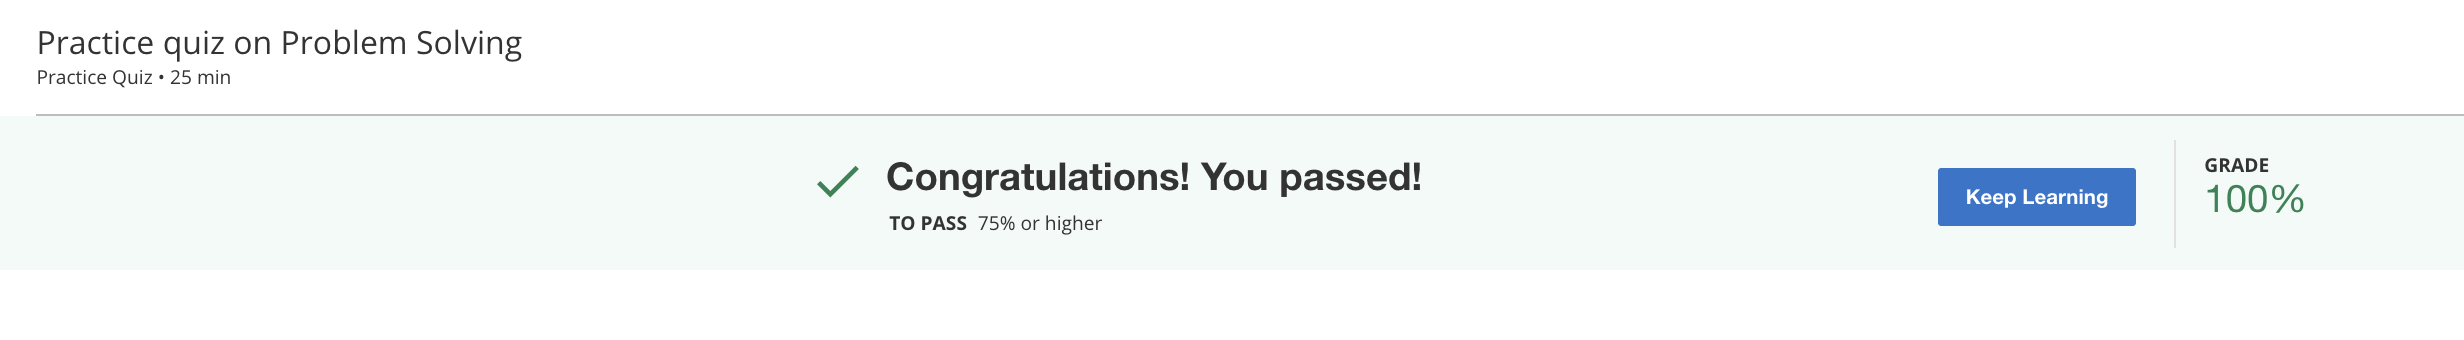 Practice quiz on Problem Solving
Practice Quiz • 25 min
Congratulations! You passed!
TO PASS 75% or higher
Keep Learning
GRADE
100%